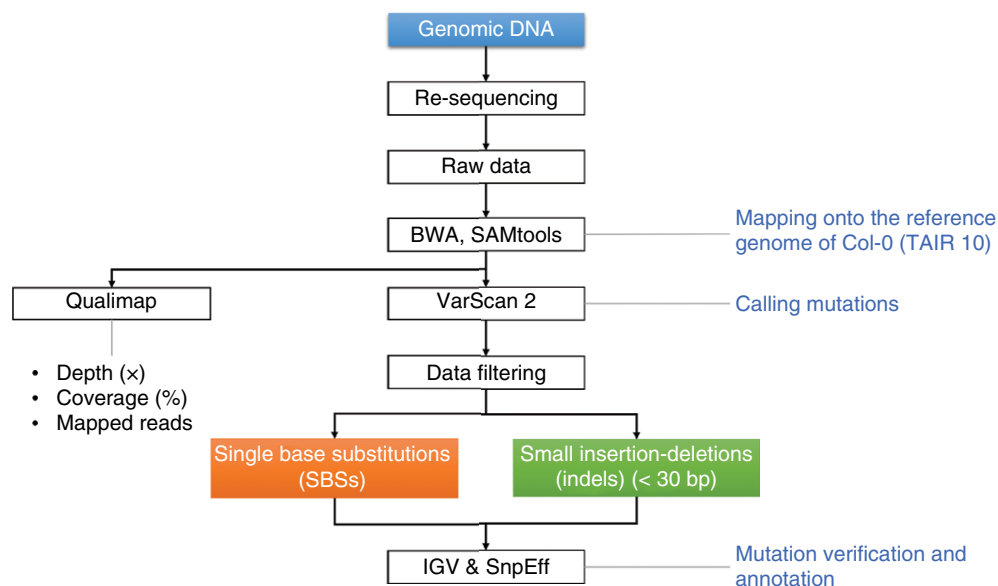 Genomic DNA
Re-sequencing
Raw data
BWA, SAMtools
Mapping onto the reference
genome of Col-0 (TAIR 10)
Qualimap
VarScan 2
Calling mutations
• Depth (×)
• Coverage (%)
• Mapped reads
Data filtering
Single base substitutions
(SBSs)
Small insertion-deletions
(indels) (< 30 bp)
IGV & SnpEff
Mutation verification and
annotation